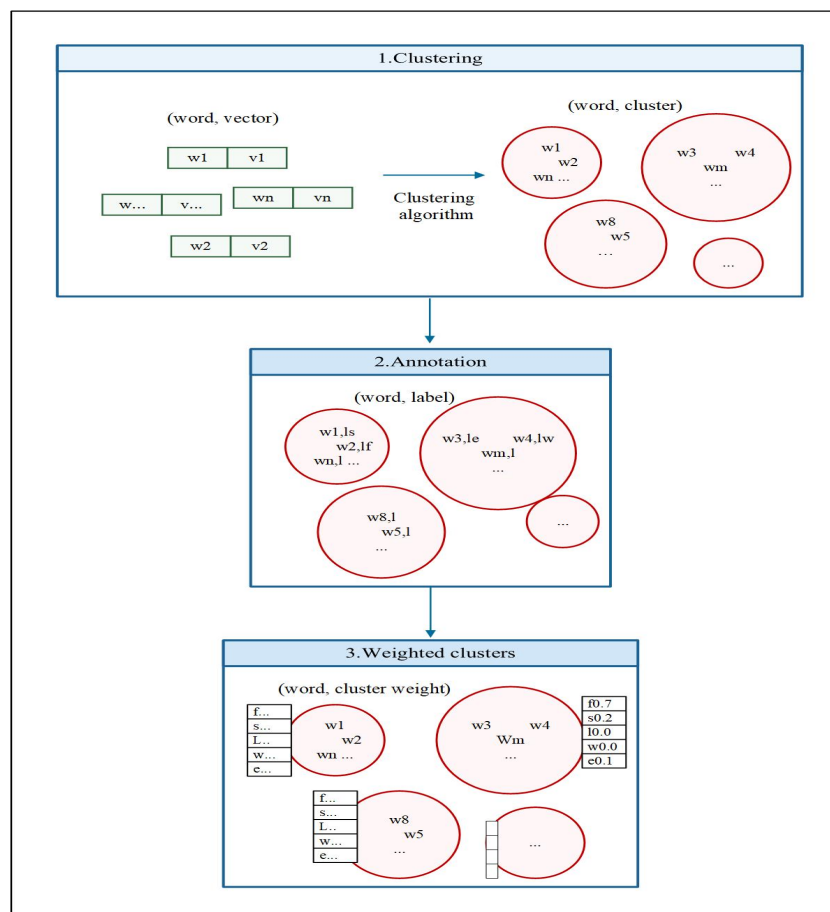 1.Clustering
(word, vector)
w1 v1
w... v...
wn vn
w2 v2
Clustering
algorithm
(word, cluster)
w1
w2
wn ...
w3 w4
wm
...
w8
w5
...
...
2.Annotation
(word, label)
w1,ls
w2,lf
wn,l ...
w3,le w4,lw
wm,l
...
w8,l
w5,l
...
...
3.Weighted clusters
(word, cluster weight)
f...
s...
L..
w...
e...
w1
w2
wn ...
w3 w4
Wm
...
f0.7
s0.2
l0.0
w0.0
e0.1
f...
s...
L..
w...
e...
w8
w5
...
...